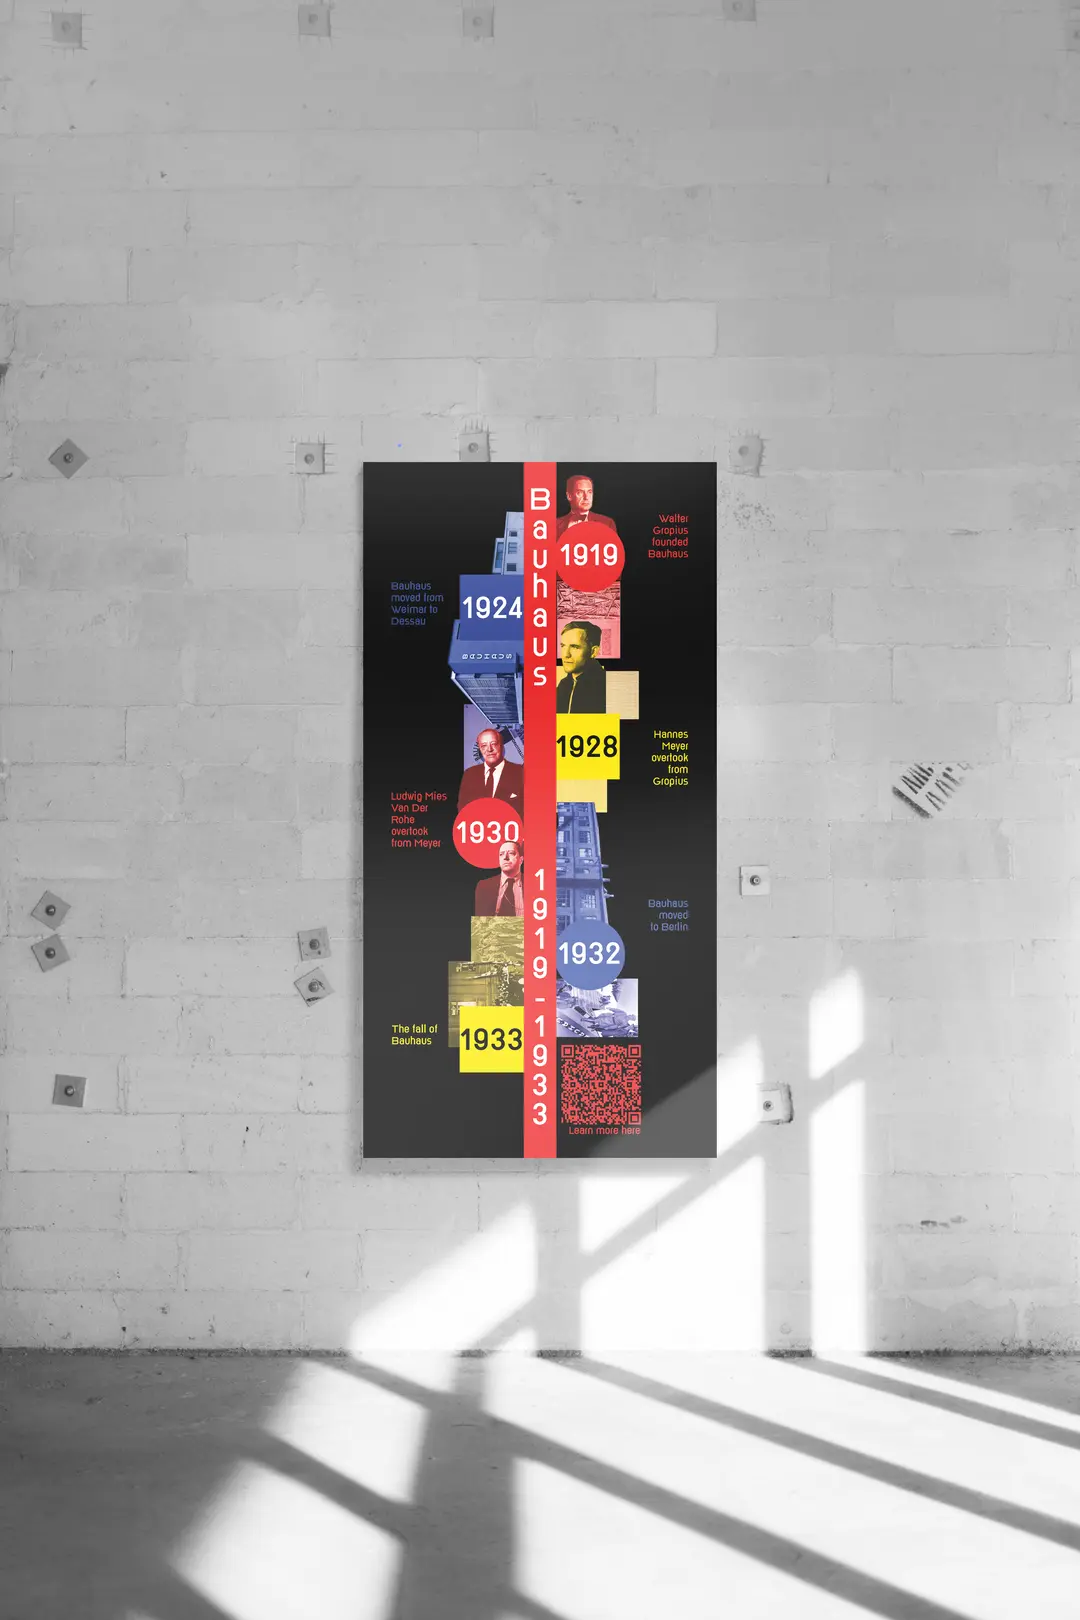 Bauhaus
1919-1933
1919
Walter
Gropius
founded
Bauhaus
1924
Bauhaus
moved from
Weimar to
Dessau
BAUHAUS
1928
Hannes
Meyer
overtook
from
Gropius
1930
Ludwig Mies
Van Der
Rohe
overtook
from Meyer
1932
Bauhaus
moved
to Berlin
1933
The fall of
Bauhaus
Learn more here